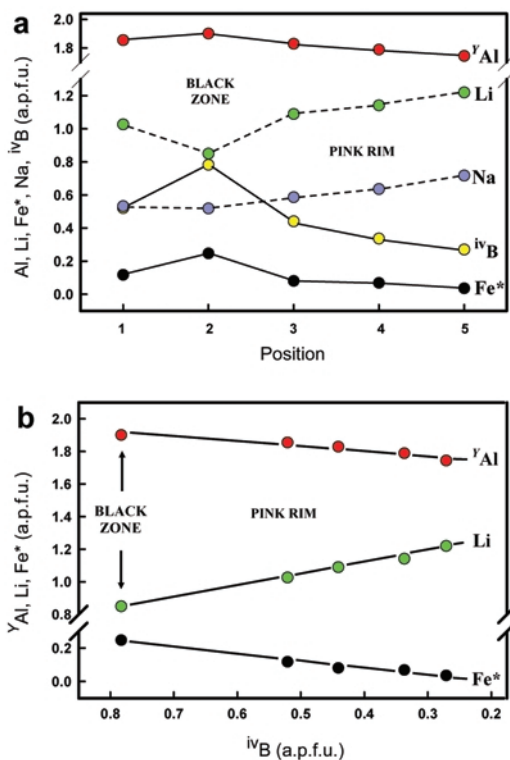 a
Al, Li, Fe*, Na, ivB (a.p.f.u.)
1.8
1.2
1.0
0.8
0.6
0.4
0.2
0.0
BLACK
ZONE
PINK RIM
YAl
Li
Na
ivB
Fe*
1 2 3 4 5
Position
b
YAl, Li, Fe* (a.p.f.u.)
2.0
1.8
1.6
1.4
1.2
1.0
0.8
0.2
0.0
BLACK
ZONE
PINK RIM
YAl
Li
Fe*
0.8 0.7 0.6 0.5 0.4 0.3 0.2
ivB (a.p.f.u.)